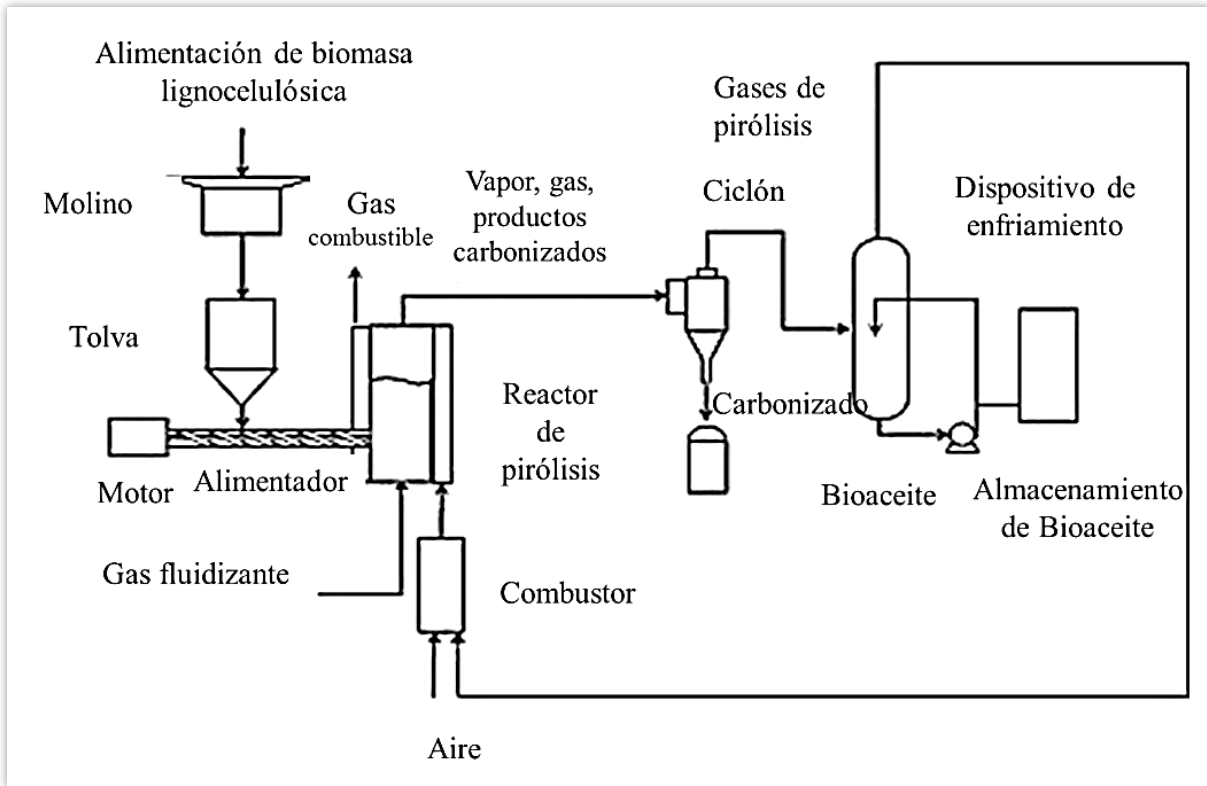 Alimentación de biomasa
lignocelulósica
Molino
Tolva
Motor
Alimentador
Gas fluidizante
Gas
combustible
Vapor, gas,
productos
carbonizados
Reactor
de
pirólisis
Combustor
Aire
Ciclón
Carbonizado
Gases de
pirólisis
Dispositivo de
enfriamiento
Bioaceite
Almacenamiento
de Bioaceite